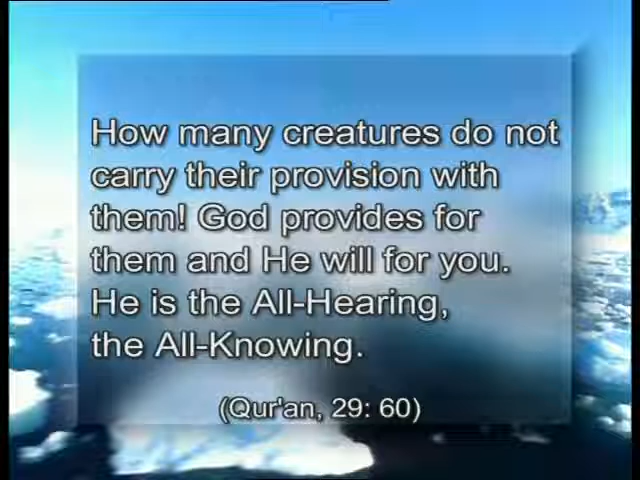 How many creatures do not
carry their provision with
them! God provides for
them and He will for you.
He is the All-Hearing,
the All-Knowing.
(Qur'an, 29: 60)